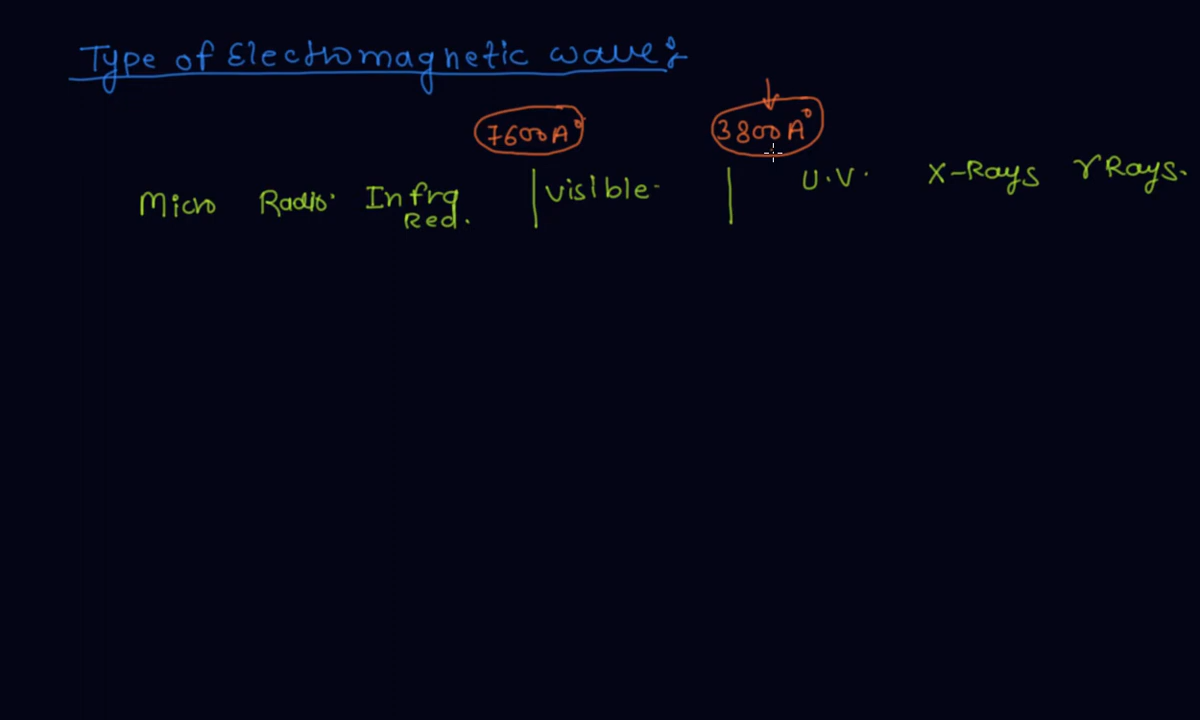 Type of Electromagnetic wave:
7600A° 3800A°
Micro Radio. Infra Red. | visible. | U.V. X-Rays γ Rays.